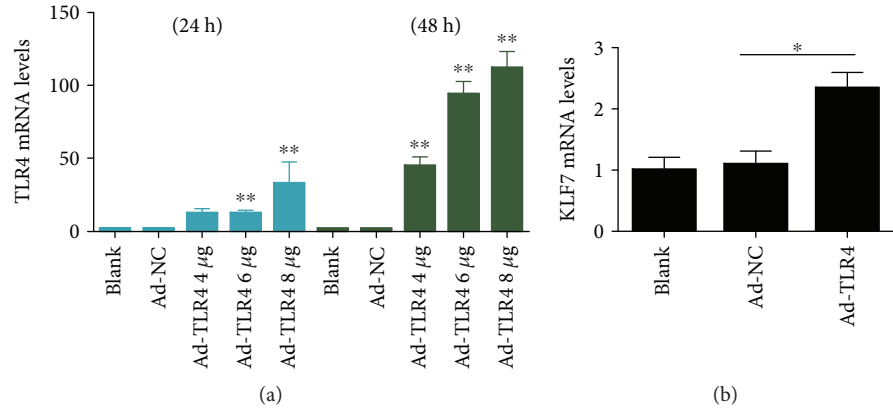 TLR4 mRNA levels
150
100
50
0
(24 h)
(48 h)
**
**
**
**
**
Blank
Ad-NC
Ad-TLR4 4 μg
Ad-TLR4 6 μg
Ad-TLR4 8 μg
Blank
Ad-NC
Ad-TLR4 4 μg
Ad-TLR4 6 μg
Ad-TLR4 8 μg
(a)
KLF7 mRNA levels
3
2
1
0
*
Blank
Ad-NC
Ad-TLR4
(b)